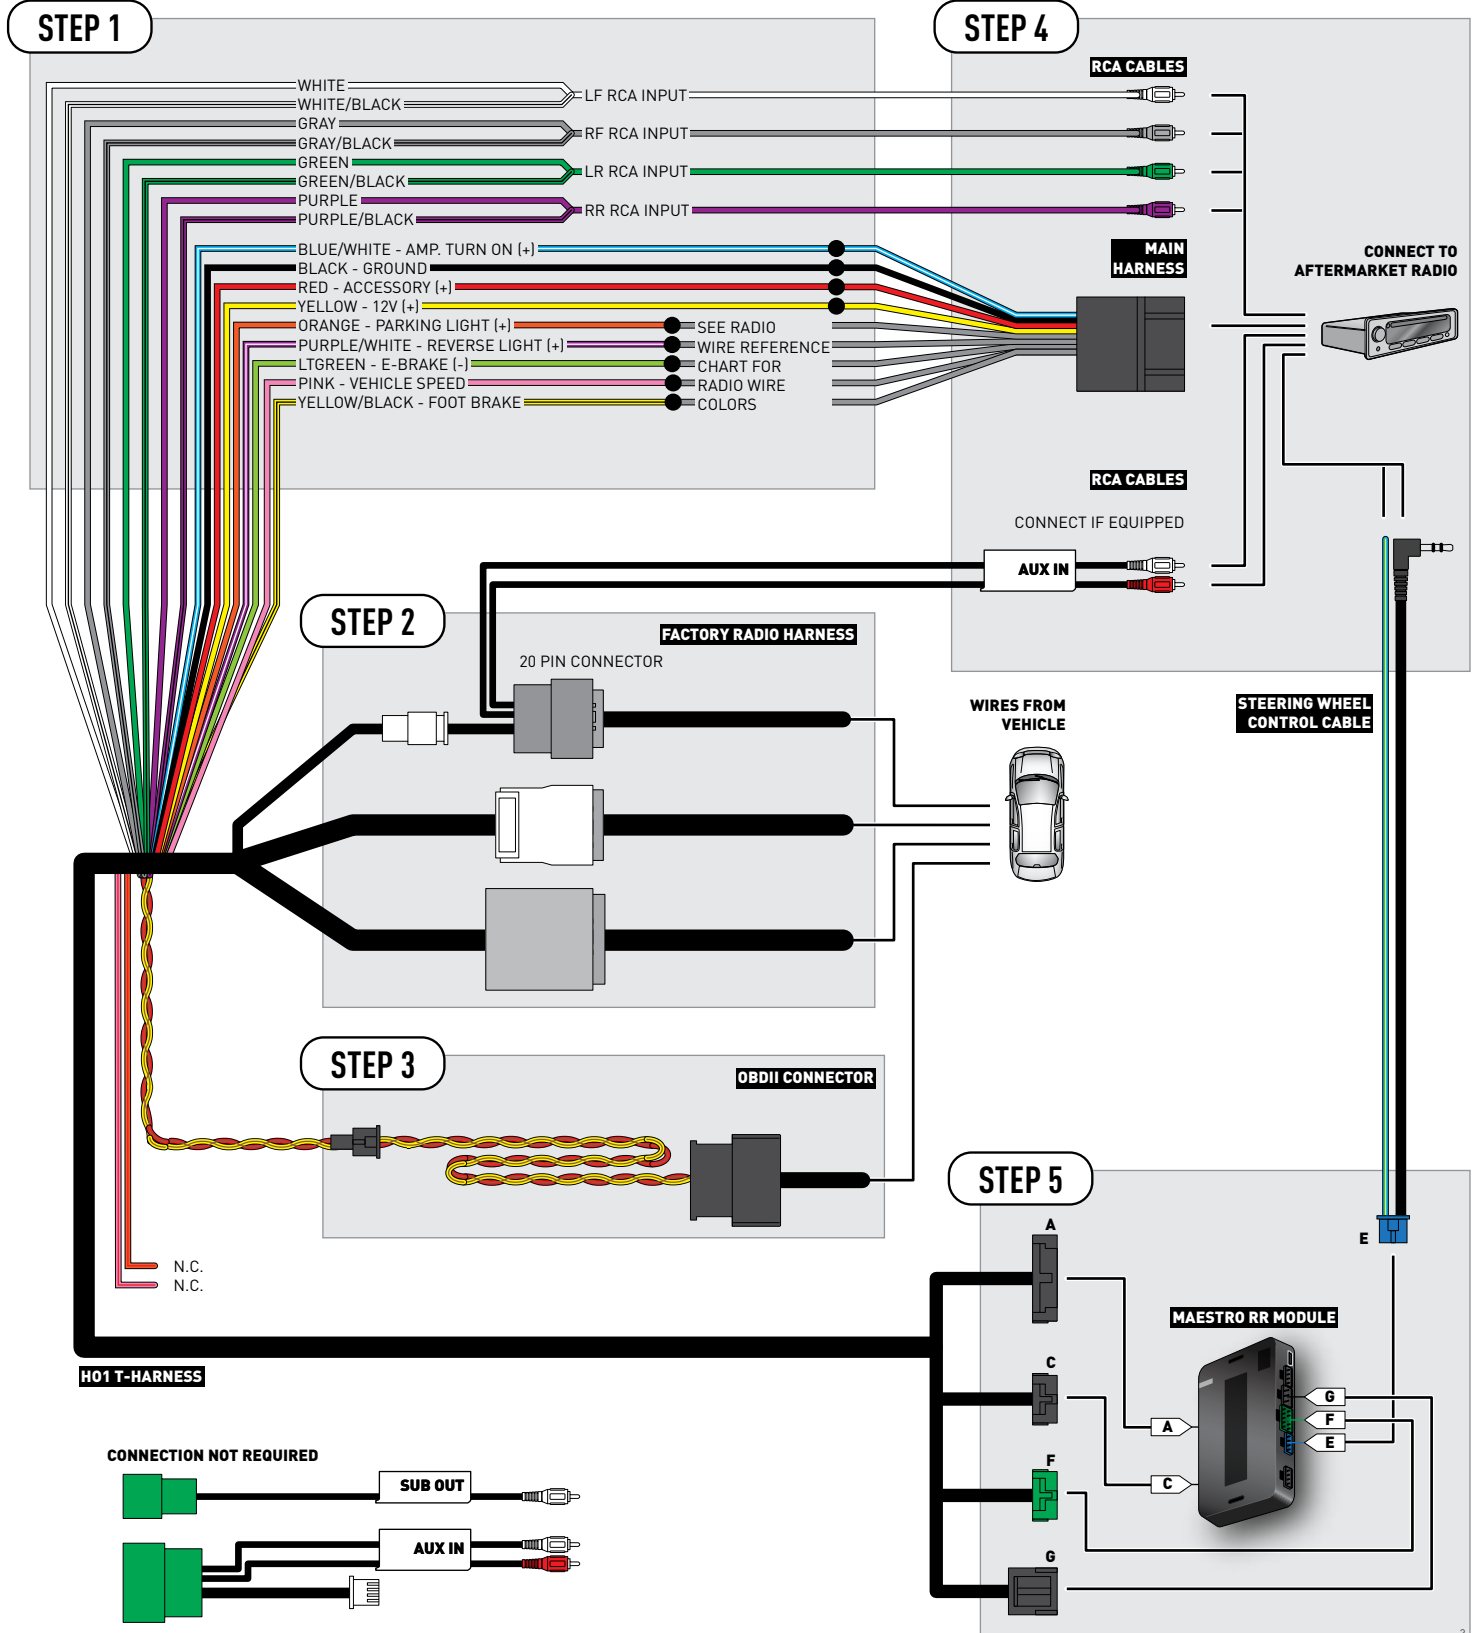 STEP 1
WHITE
WHITE/BLACK
LF RCA INPUT
GRAY
GRAY/BLACK
RF RCA INPUT
GREEN
GREEN/BLACK
LR RCA INPUT
PURPLE
PURPLE/BLACK
RR RCA INPUT
BLUE/WHITE - AMP. TURN ON (+)
BLACK - GROUND
RED - ACCESSORY (+)
YELLOW - 12V (+)
ORANGE - PARKING LIGHT (+)
PURPLE/WHITE - REVERSE LIGHT (+)
LTGREEN - E-BRAKE (-)
PINK - VEHICLE SPEED
YELLOW/BLACK - FOOT BRAKE
SEE RADIO
WIRE REFERENCE
CHART FOR
RADIO WIRE
COLORS
STEP 4
RCA CABLES
MAIN
HARNESS
CONNECT TO
AFTERMARKET RADIO
RCA CABLES
CONNECT IF EQUIPPED
AUX IN
STEP 2
FACTORY RADIO HARNESS
20 PIN CONNECTOR
WIRES FROM
VEHICLE
STEERING WHEEL
CONTROL CABLE
STEP 3
OBDII CONNECTOR
N.C.
N.C.
HO1 T-HARNESS
STEP 5
A
E
MAESTRO RR MODULE
C
G
F
E
A
C
F
G
CONNECTION NOT REQUIRED
SUB OUT
AUX IN